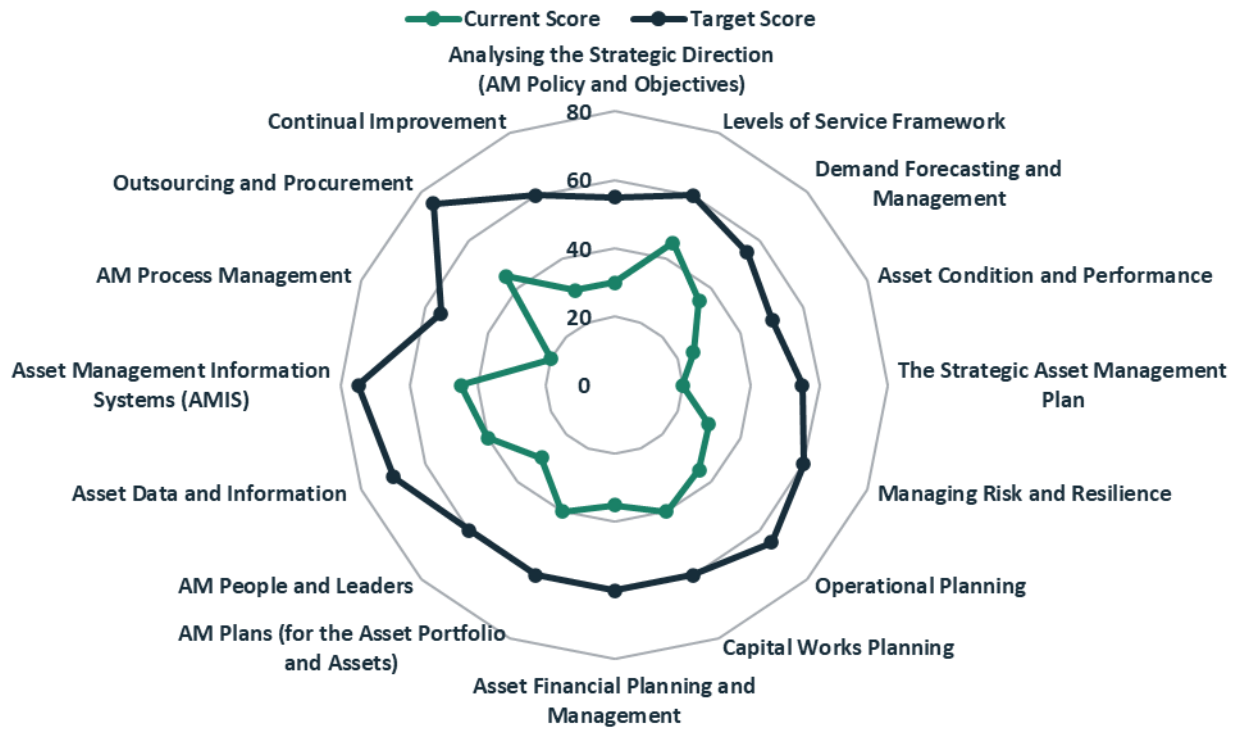 Current Score
Target Score
Analysing the Strategic Direction
(AM Policy and Objectives)
80
Continual Improvement
Levels of Service Framework
Outsourcing and Procurement
Demand Forecasting and
Management
60
40
AM Process Management
Asset Condition and Performance
20
Asset Management Information
Systems (AMIS)
0
The Strategic Asset Management
Plan
Asset Data and Information
Managing Risk and Resilience
AM People and Leaders
Operational Planning
AM Plans (for the Asset Portfolio
and Assets)
Capital Works Planning
Asset Financial Planning and
Management